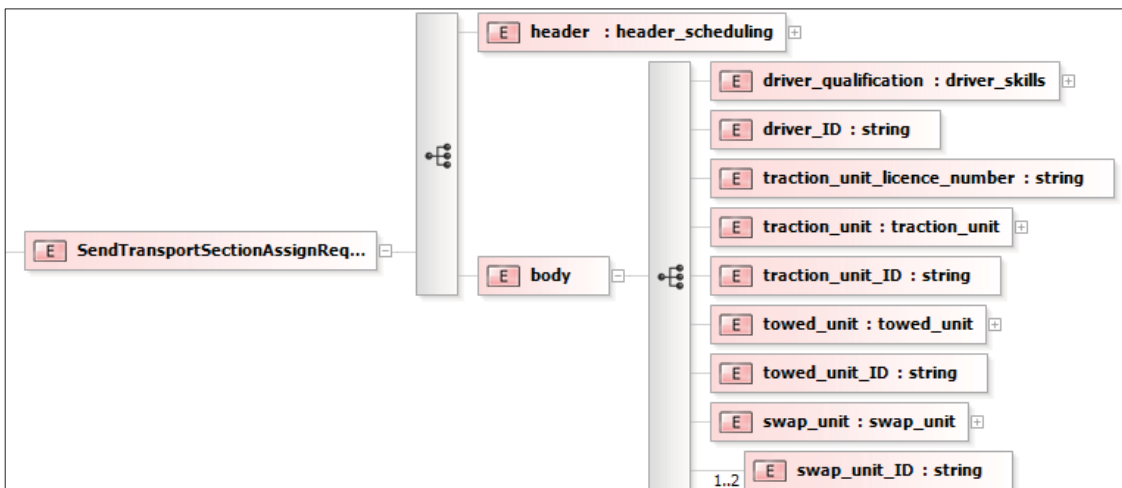 E header : header_scheduling
E driver_qualification : driver_skills
E driver_ID : string
E traction_unit_licence_number : string
E traction_unit : traction_unit
E SendTransportSectionAssignReq...
E body
E traction_unit_ID : string
E towed_unit : towed_unit
E towed_unit_ID : string
E swap_unit : swap_unit
E swap_unit_ID : string
1..2